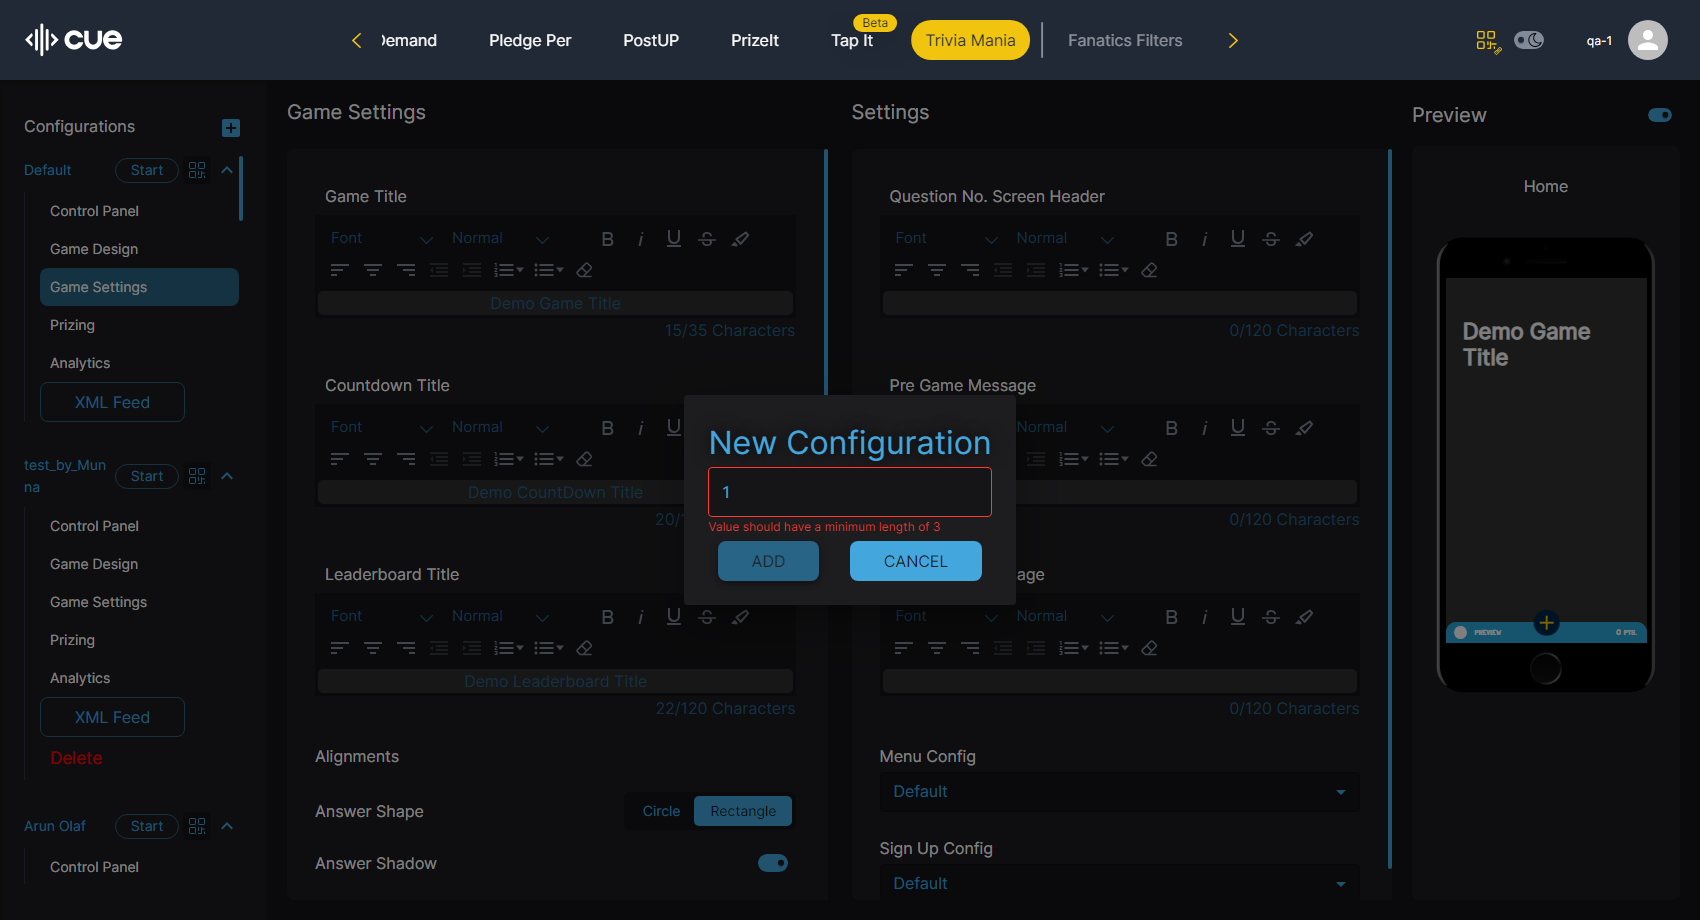 cue
Demand
Pledge Per
PostUP
PrizeIt
Tap It
Beta
Trivia Mania
Fanatics Filters
qa-1
Configurations
Default
Start
Control Panel
Game Design
Game Settings
Prizing
Analytics
XML Feed
test_by_Mun
na
Start
Control Panel
Game Design
Game Settings
Prizing
Analytics
XML Feed
Delete
Arun Olaf
Start
Control Panel
Game Settings
Game Title
Font
Normal
Demo Game Title
15/35 Characters
Countdown Title
Font
Normal
Demo CountDown Title
20/
Leaderboard Title
Font
Normal
Demo Leaderboard Title
22/120 Characters
Alignments
Answer Shape
Circle
Rectangle
Answer Shadow
New Configuration
1
Value should have a minimum length of 3
ADD
CANCEL
Settings
Question No. Screen Header
Font
Normal
0/120 Characters
Pre Game Message
Normal
0/120 Characters
age
Font
Normal
0/120 Characters
Menu Config
Default
Sign Up Config
Default
Preview
Home
Demo Game
Title
PREVIEW
0 PTS.